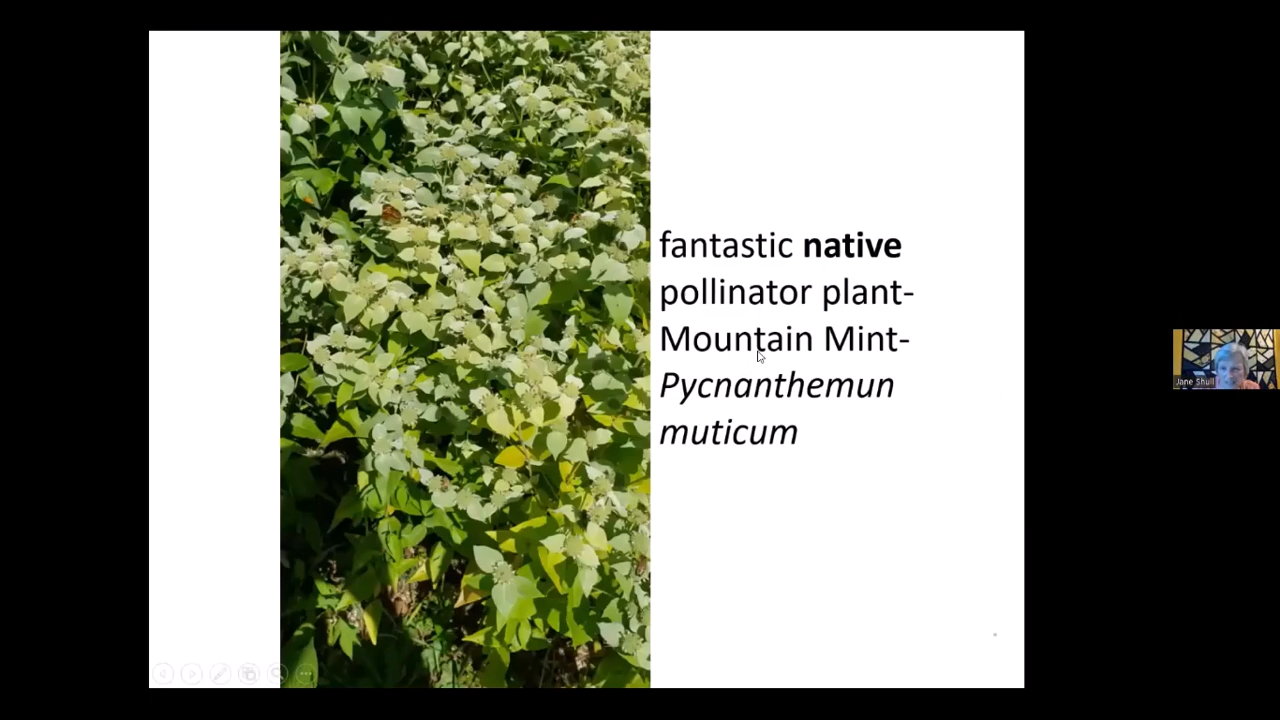 fantastic native
pollinator plant-
Mountain Mint-
Pycnanthemun
muticum
Jane Shull